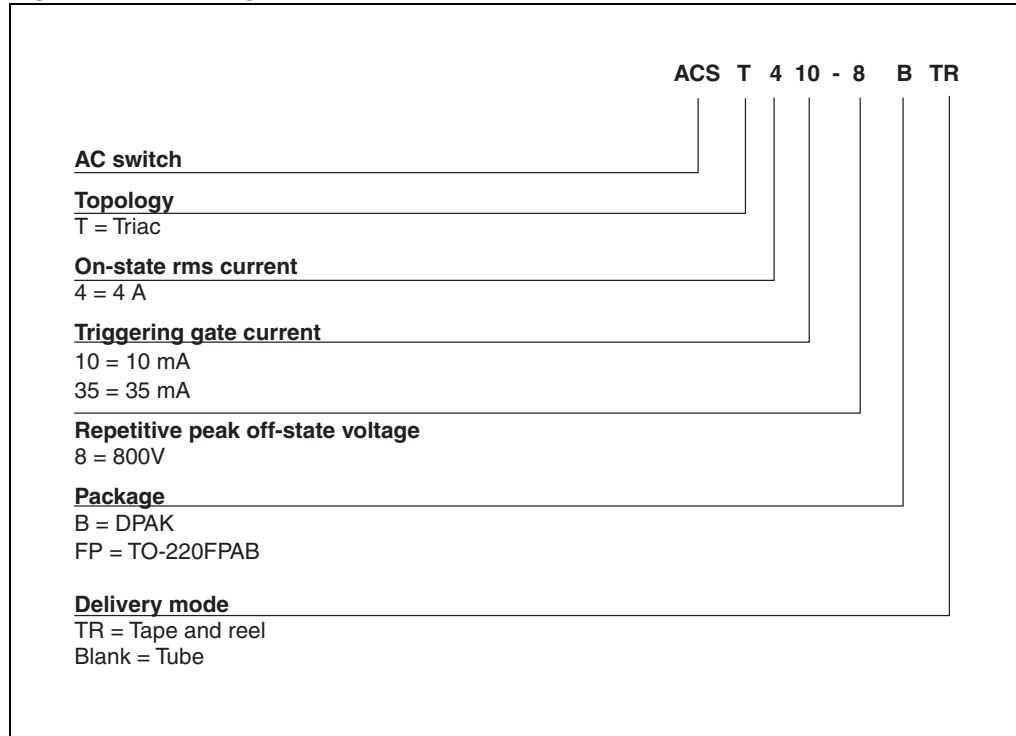 ACS T 4 10 - 8 B TR
AC switch
Topology
T = Triac
On-state rms current
4 = 4 A
Triggering gate current
10 = 10 mA
35 = 35 mA
Repetitive peak off-state voltage
8 = 800V
Package
B = DPAK
FP = TO-220FPAB
Delivery mode
TR = Tape and reel
Blank = Tube